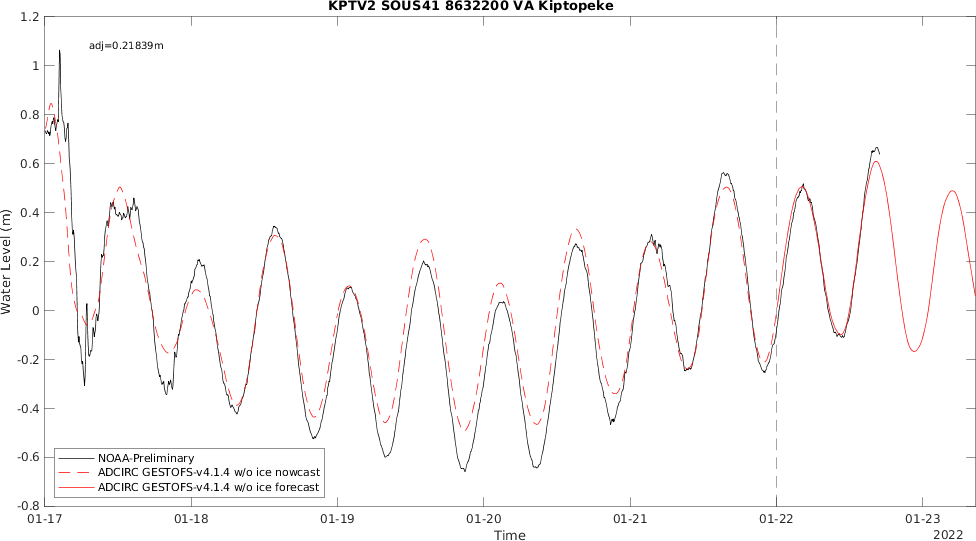 KPTV2 SOUS41 8632200 VA Kiptopeke
adj=0.21839m
1.2
1
0.8
0.6
0.4
0.2
0
-0.2
-0.4
-0.6
-0.8
Water Level (m)
NOAA-Preliminary
ADCIRC GESTOFS-v4.1.4 w/o ice nowcast
ADCIRC GESTOFS-v4.1.4 w/o ice forecast
01-17 01-18 01-19 01-20 01-21 01-22 01-23
Time
2022